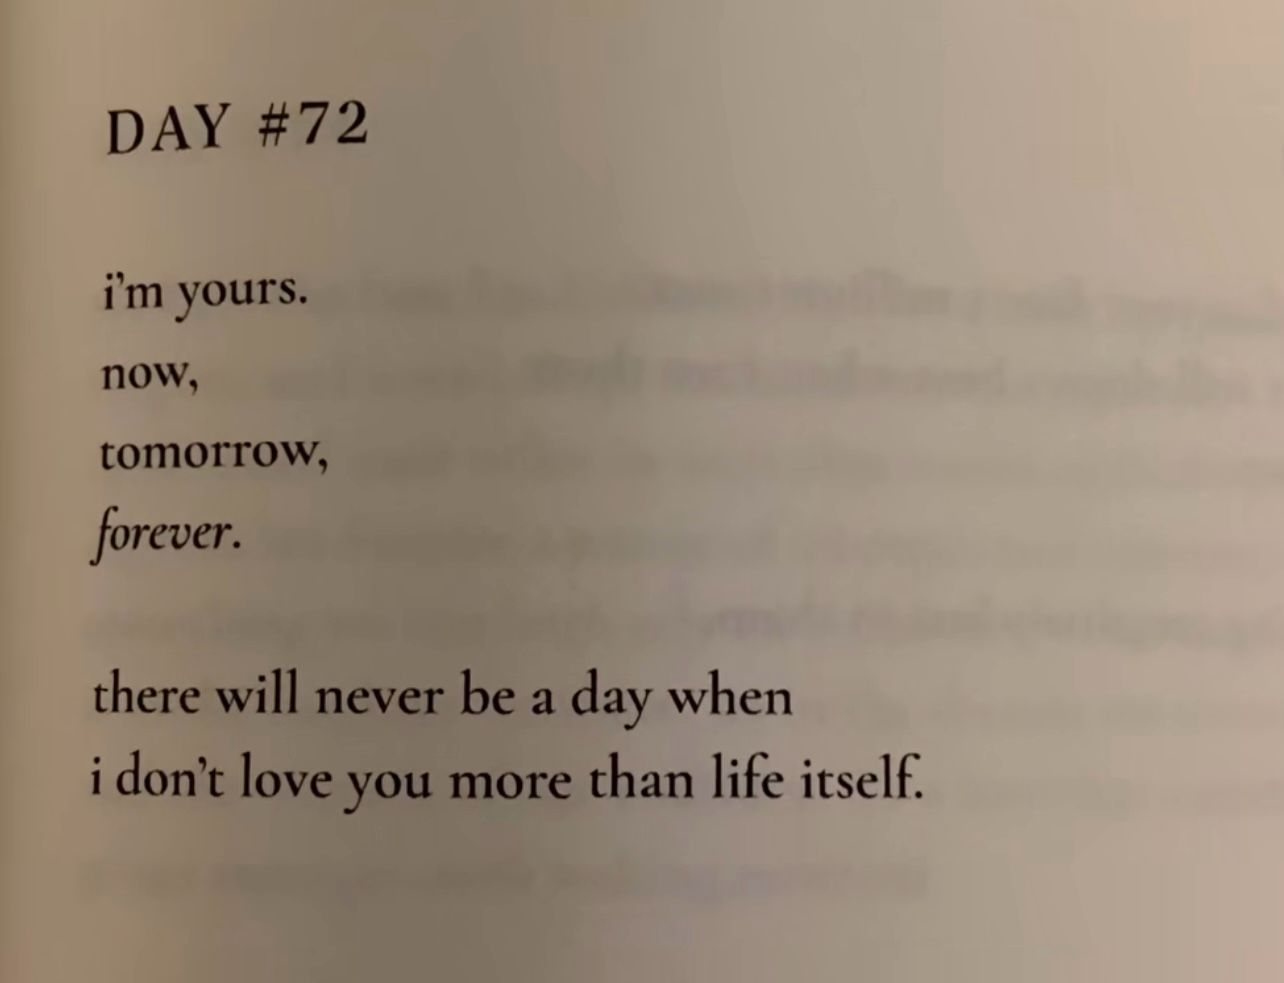 DAY #72
i'm yours.
now,
tomorrow,
forever.
there will never be a day when
i don't love you more than life itself.